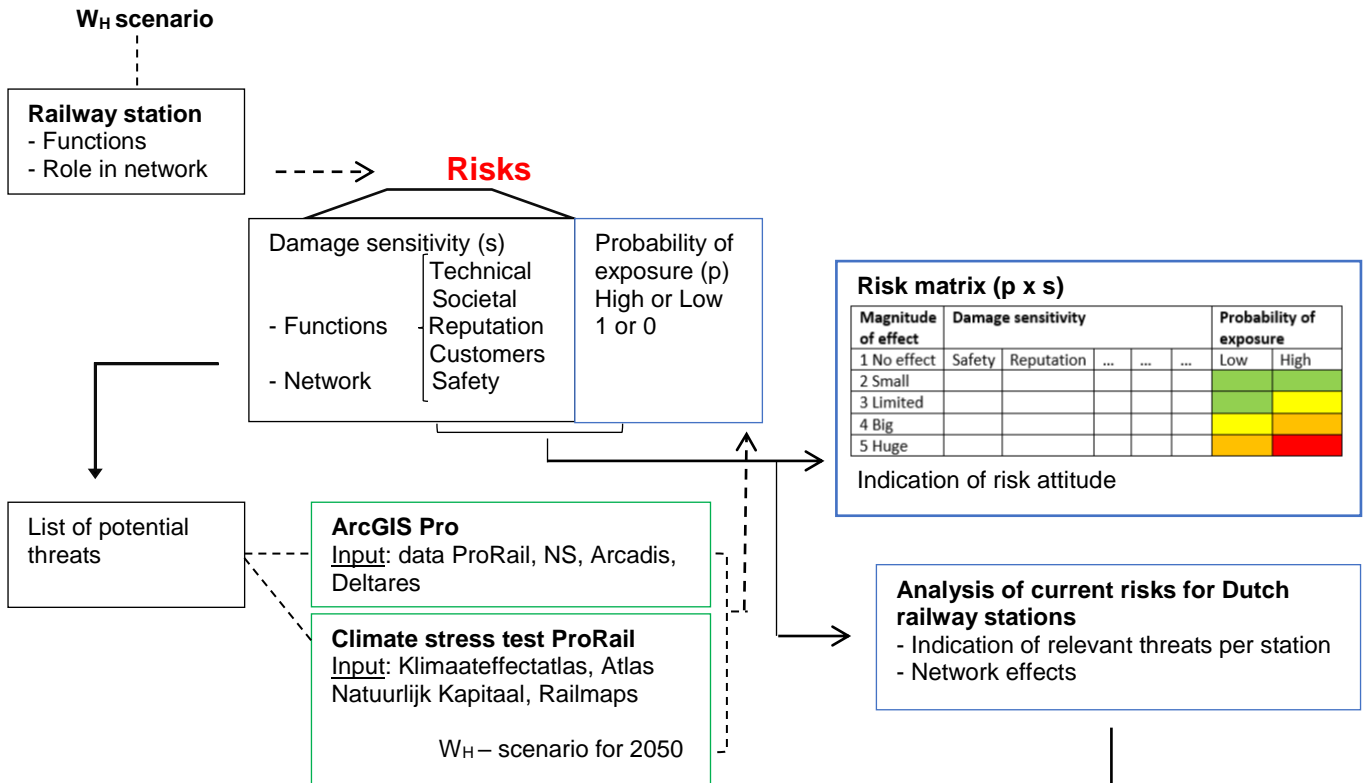 WH scenario
Railway station
- Functions
- Role in network
Risks
Damage sensitivity (s)
Technical
Societal
- Functions
Reputation
Customers
- Network
Safety
Probability of
exposure (p)
High or Low
1 or 0
Risk matrix (p x s)
Magnitude Damage sensitivity Probability of
of effect exposure
1 No effect Safety Reputation ... ... ... Low High
2 Small
3 Limited
4 Big
5 Huge
Indication of risk attitude
List of potential
threats
ArcGIS Pro
Input: data ProRail, NS, Arcadis,
Deltares
Climate stress test ProRail
Input: Klimaateffectatlas, Atlas
Natuurlijk Kapitaal, Railmaps
WH – scenario for 2050
Analysis of current risks for Dutch
railway stations
- Indication of relevant threats per station
- Network effects